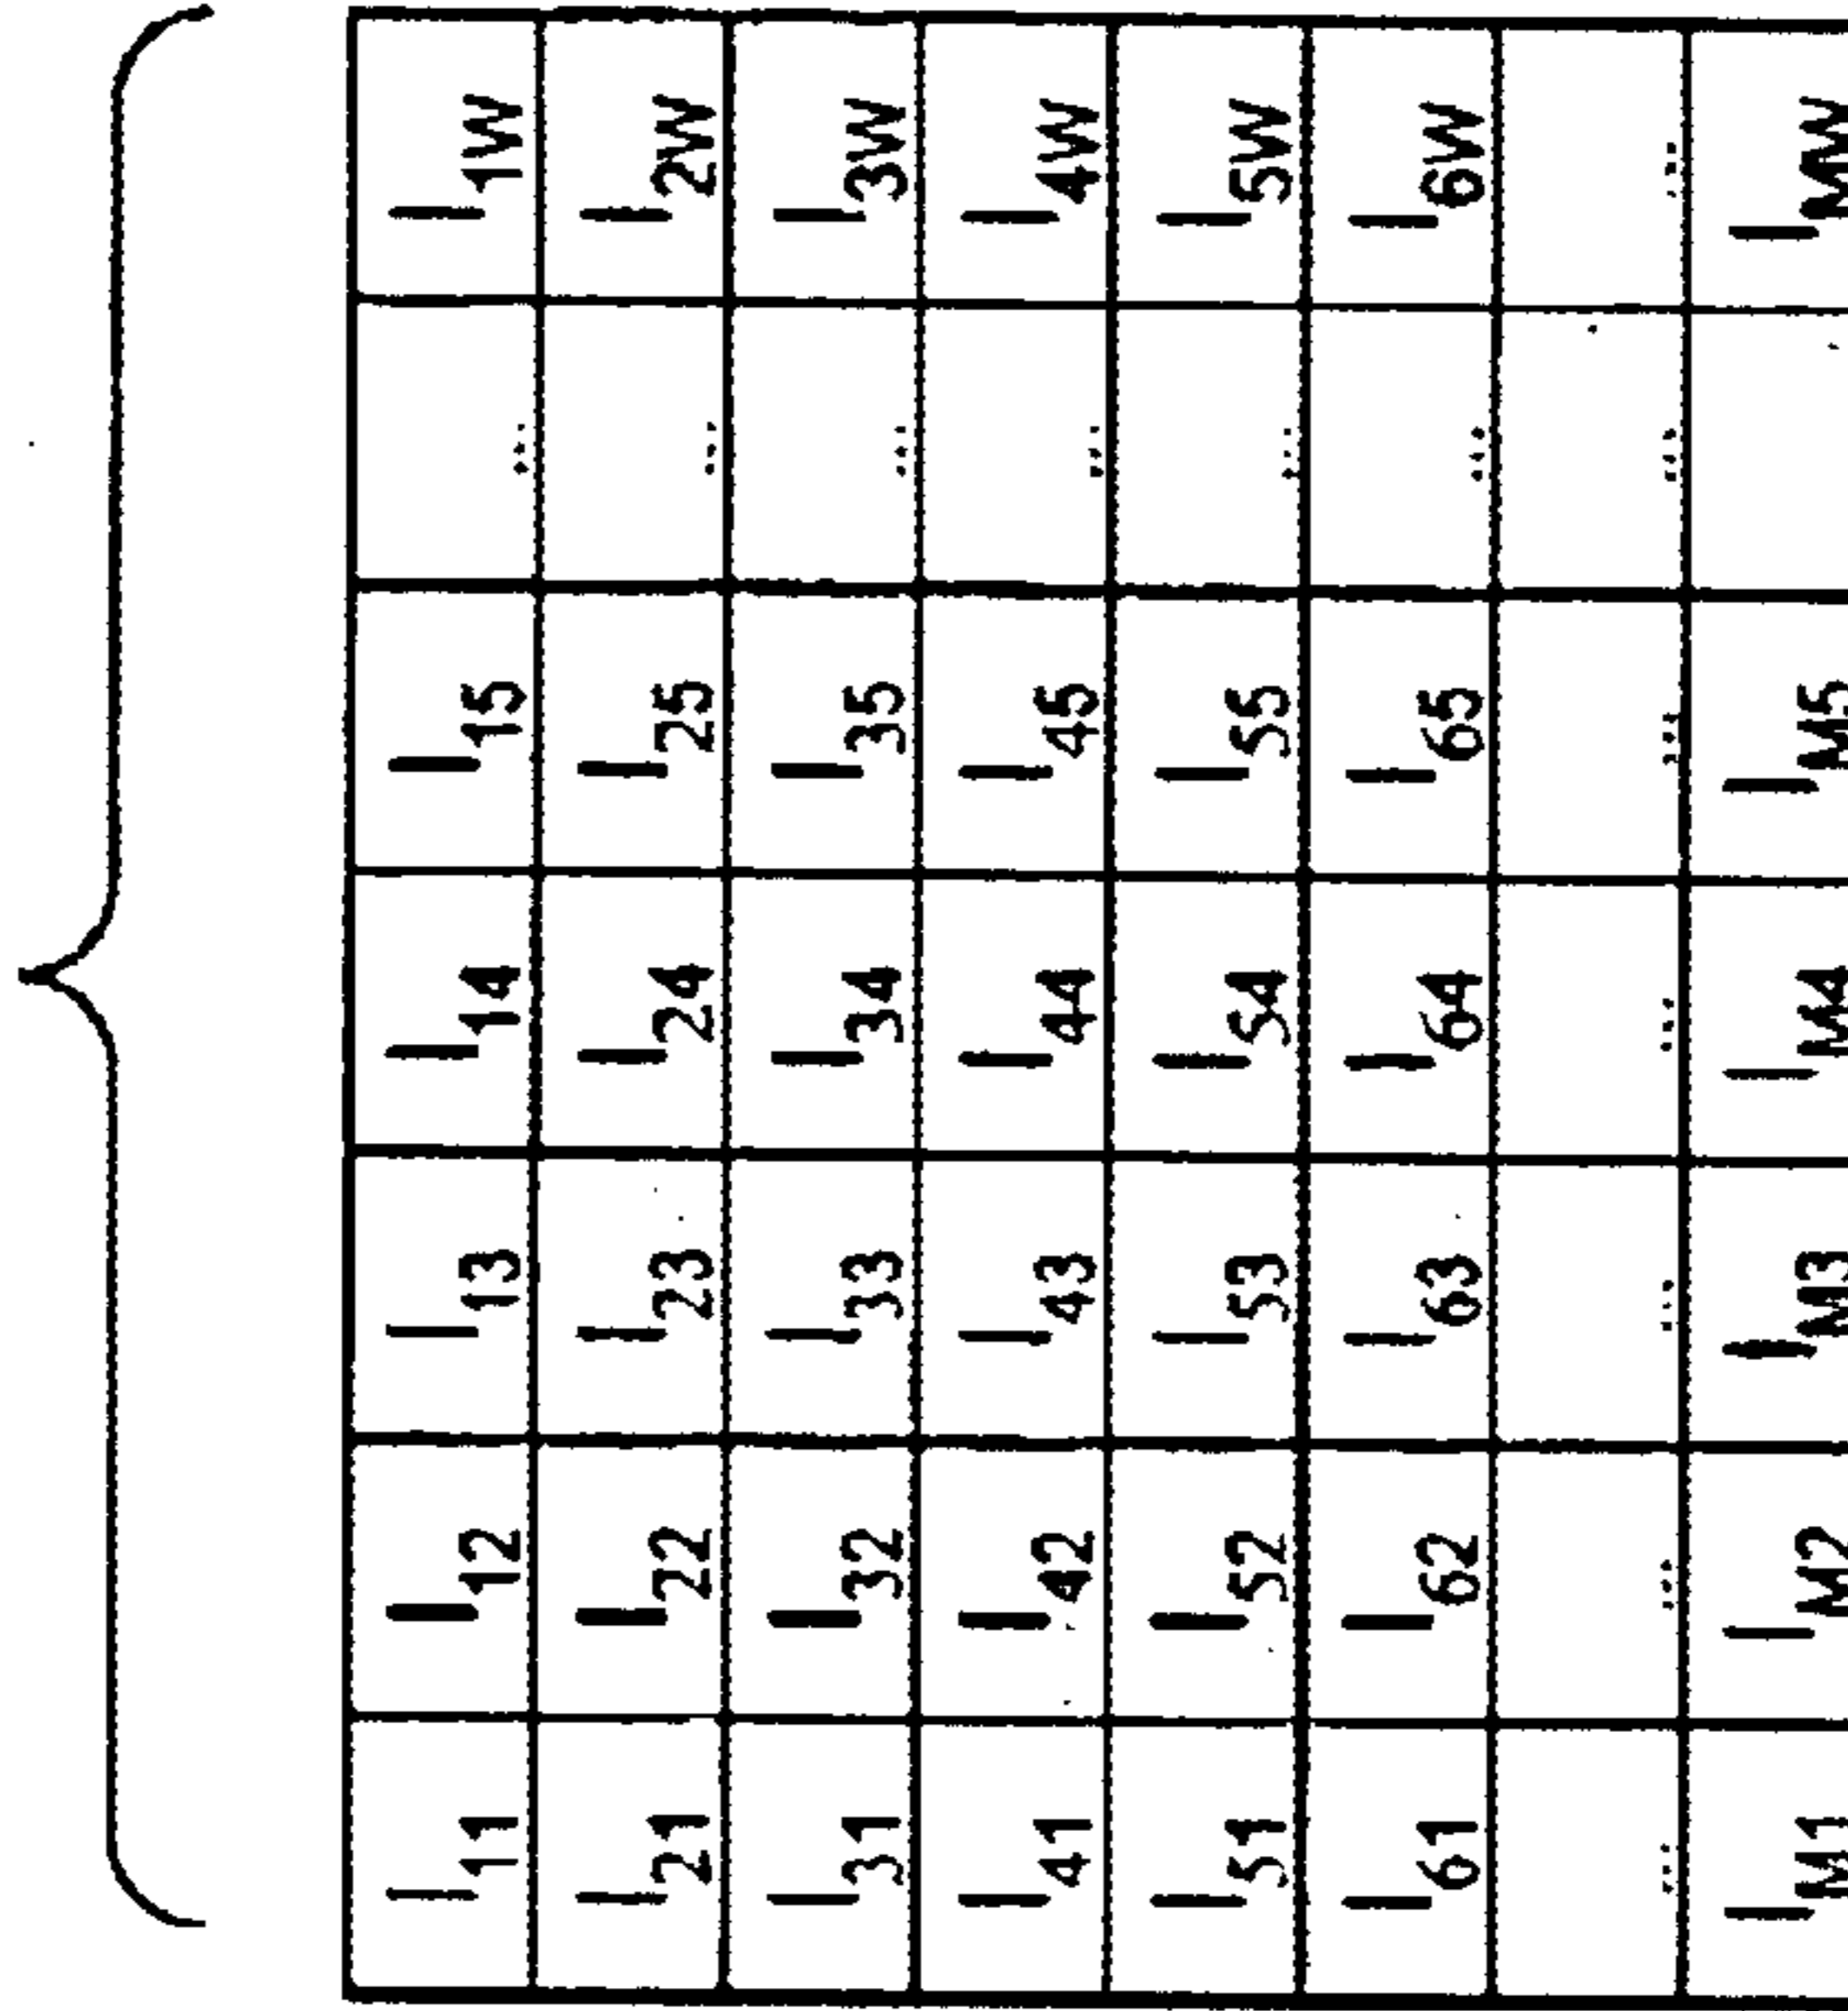 I11 I12 I13 I14 I15 ... I1W
I21 I22 I23 I24 I25 ... I2W
I31 I32 I33 I34 I35 ... I3W
I41 I42 I43 I44 I45 ... I4W
I51 I52 I53 I54 I55 ... I5W
I61 I62 I63 I64 I65 ... I6W
... ... ... ... ... ... ...
IM1 IM2 IM3 IM4 IM5 IMW